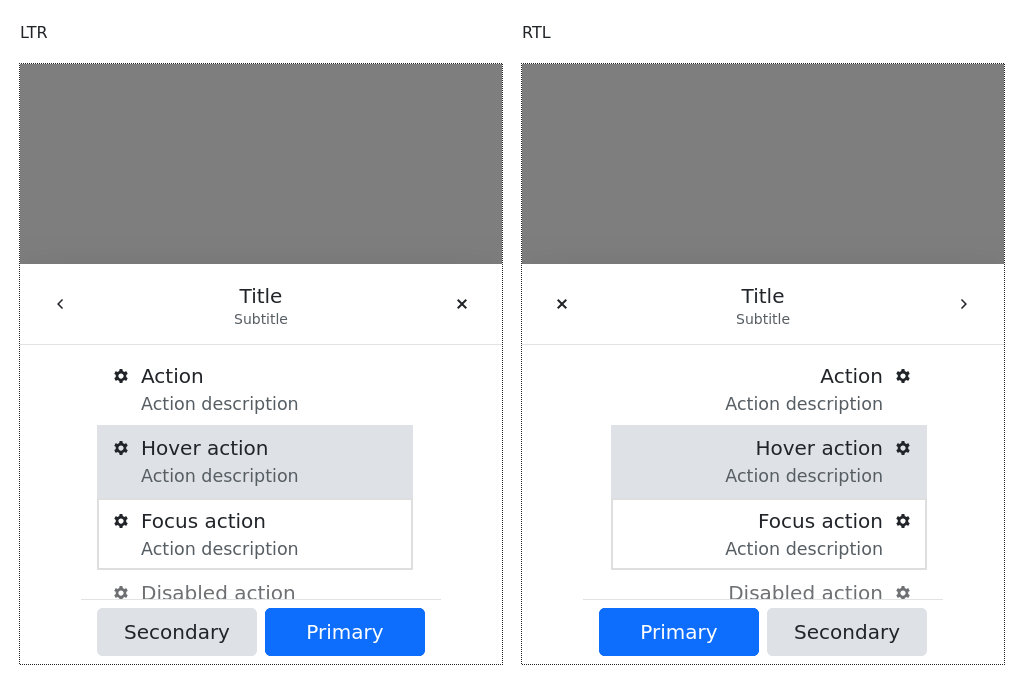 LTR
Title
Subtitle
Action
Action description
Hover action
Action description
Focus action
Action description
Disabled action
Secondary Primary
RTL
Title
Subtitle
Action
Action description
Hover action
Action description
Focus action
Action description
Disabled action
Primary Secondary